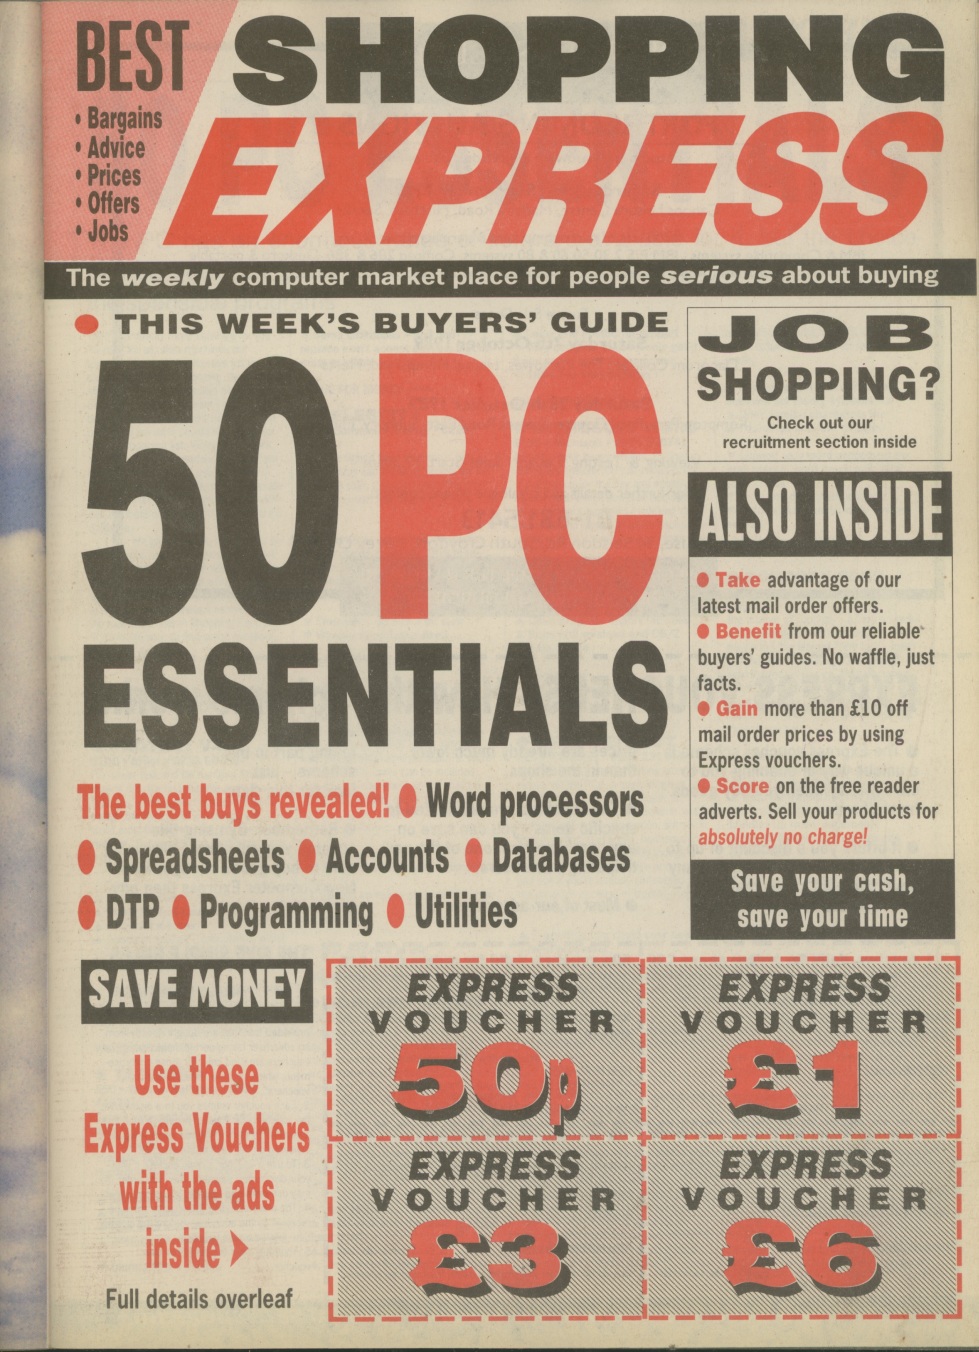 BEST
• Bargains
• Advice
• Prices
• Offers
• Jobs
SHOPPING
EXPRESS
The weekly computer market place for people serious about buying
● THIS WEEK'S BUYERS' GUIDE
50 PC
ESSENTIALS
The best buys revealed! ● Word processors
● Spreadsheets ● Accounts ● Databases
● DTP ● Programming ● Utilities
JOB
SHOPPING?
Check out our
recruitment section inside
ALSO INSIDE
● Take advantage of our
latest mail order offers.
● Benefit from our reliable
buyers' guides. No waffle, just
facts.
● Gain more than £10 off
mail order prices by using
Express vouchers.
● Score on the free reader
adverts. Sell your products for
absolutely no charge!
Save your cash,
save your time
SAVE MONEY
Use these
Express Vouchers
with the ads
inside
Full details overleaf
EXPRESS
VOUCHER
50p
EXPRESS
VOUCHER
£1
EXPRESS
VOUCHER
£3
EXPRESS
VOUCHER
£6